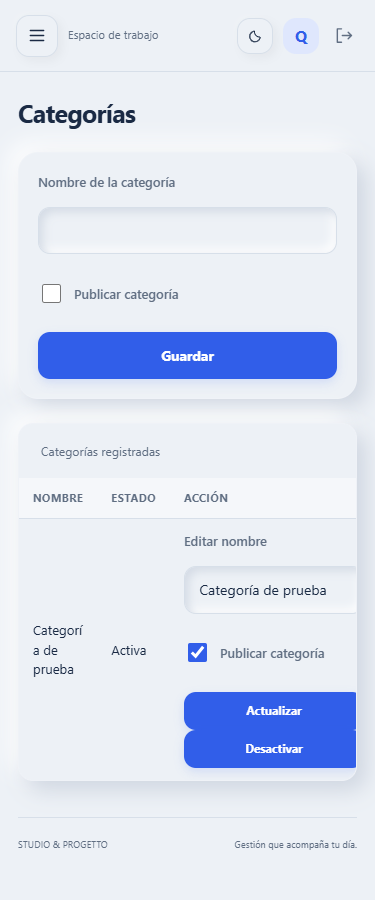 Espacio de trabajo
Q
Categorías
Nombre de la categoría
Publicar categoría
Guardar
Categorías registradas
NOMBRE ESTADO ACCIÓN
Editar nombre
Categoría de prueba
Categorí
a de
prueba
Activa
Publicar categoría
Actualizar
Desactivar
STUDIO & PROGETTO
Gestión que acompaña tu día.